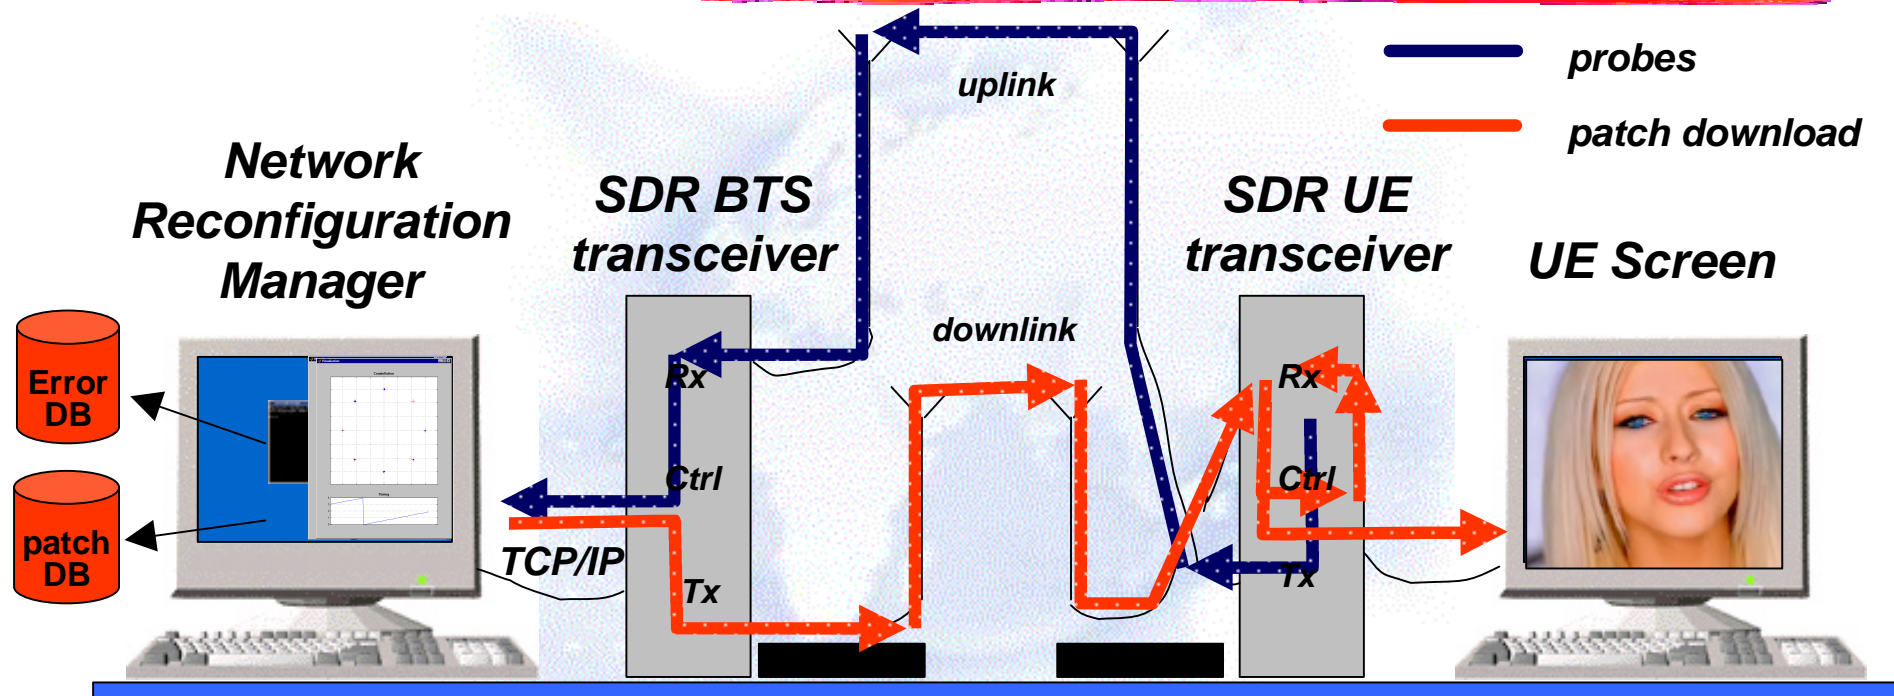 probes
uplink
patch download
Network
Reconfiguration
Manager
SDR BTS
transceiver
SDR UE
transceiver
UE Screen
downlink
Error
DB
Rx
Rx
Ctrl
Ctrl
patch
DB
TCP/IP
Tx
Tx